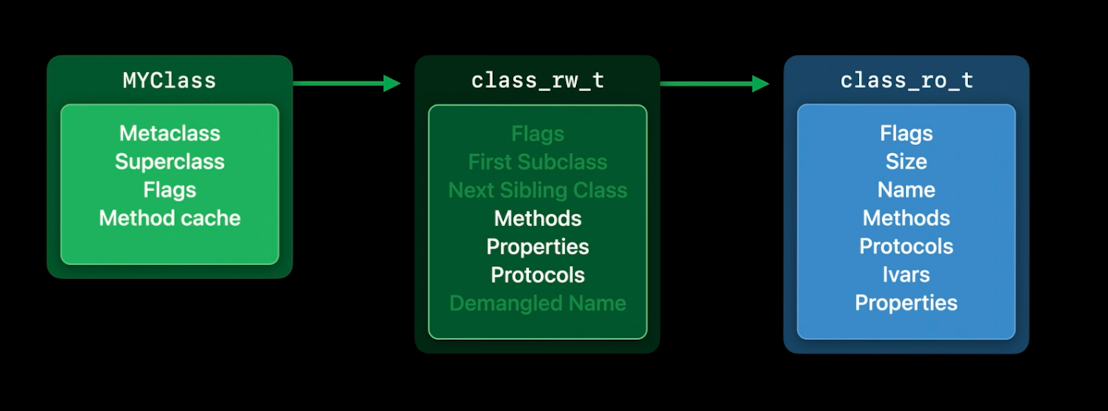 MYClass
Metaclass
Superclass
Flags
Method cache
class_rw_t
Flags
First Subclass
Next Sibling Class
Methods
Properties
Protocols
Demangled Name
class_ro_t
Flags
Size
Name
Methods
Protocols
Ivars
Properties